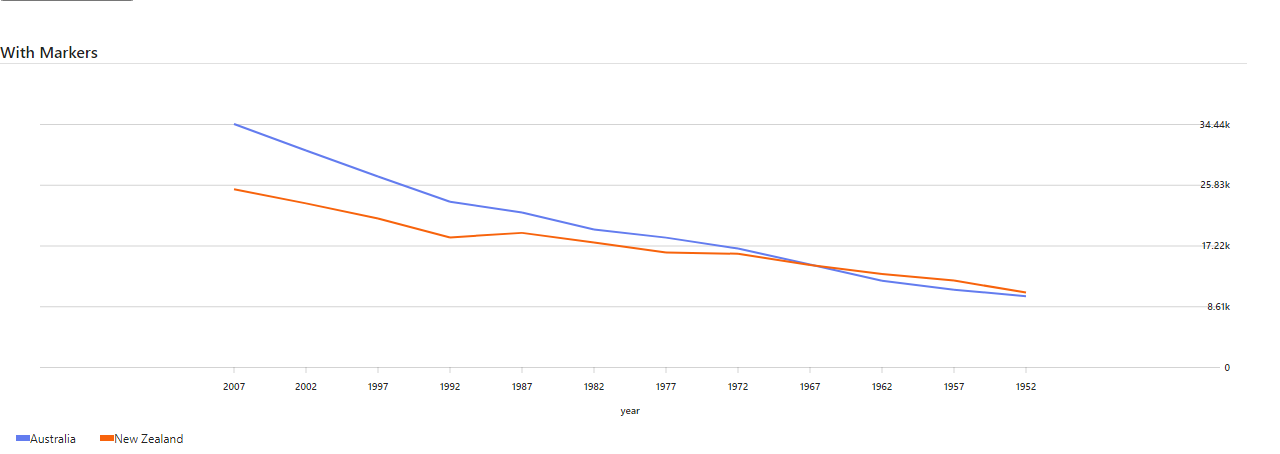 With Markers
34.44k
25.83k
17.22k
8.61k
0
2007 2002 1997 1992 1987 1982 1977 1972 1967 1962 1957 1952
year
Australia New Zealand